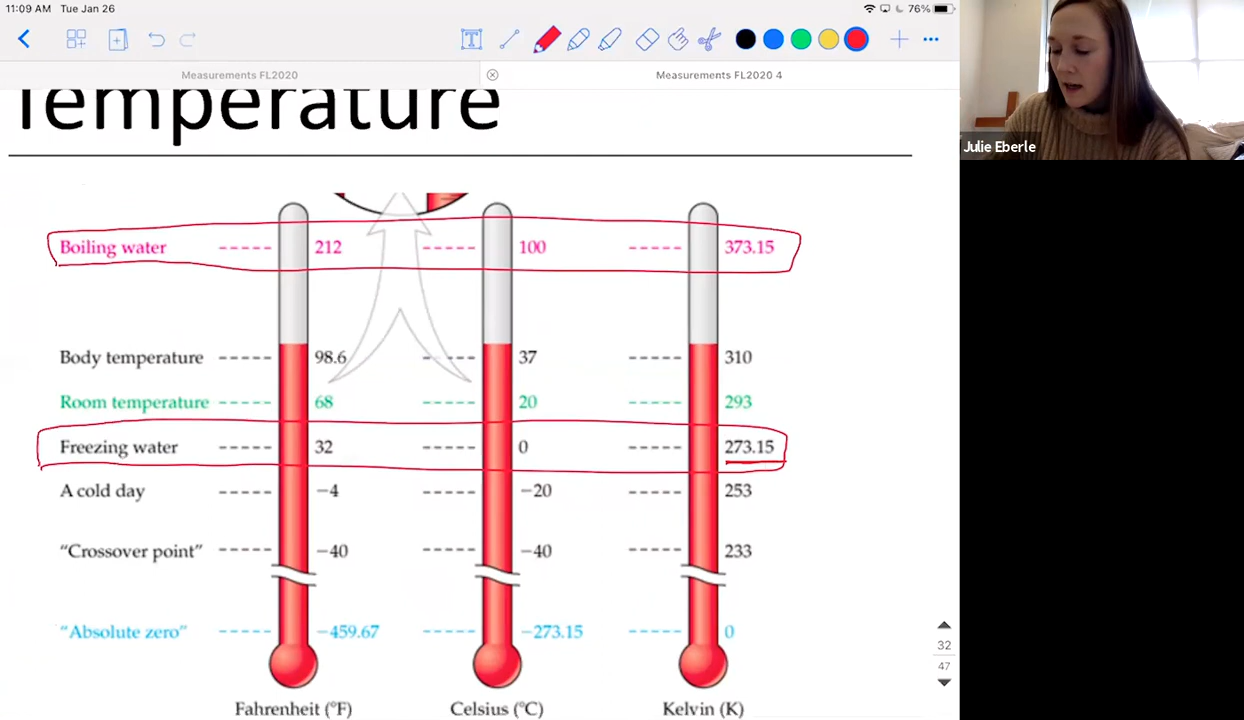 11:09 AM Tue Jan 26
76%
Measurements FL2020
Measurements FL2020 4
Temperature
Julie Eberle
Boiling water ----- 212 ----- 100 ----- 373.15
Body temperature ----- 98.6 ----- 37 ----- 310
Room temperature ----- 68 ----- 20 ----- 293
Freezing water ----- 32 ----- 0 ----- 273.15
A cold day ----- −4 ----- −20 ----- 253
“Crossover point” ----- −40 ----- −40 ----- 233
“Absolute zero” ----- −459.67 ----- −273.15 ----- 0
32
47
Fahrenheit (°F) Celsius (°C) Kelvin (K)